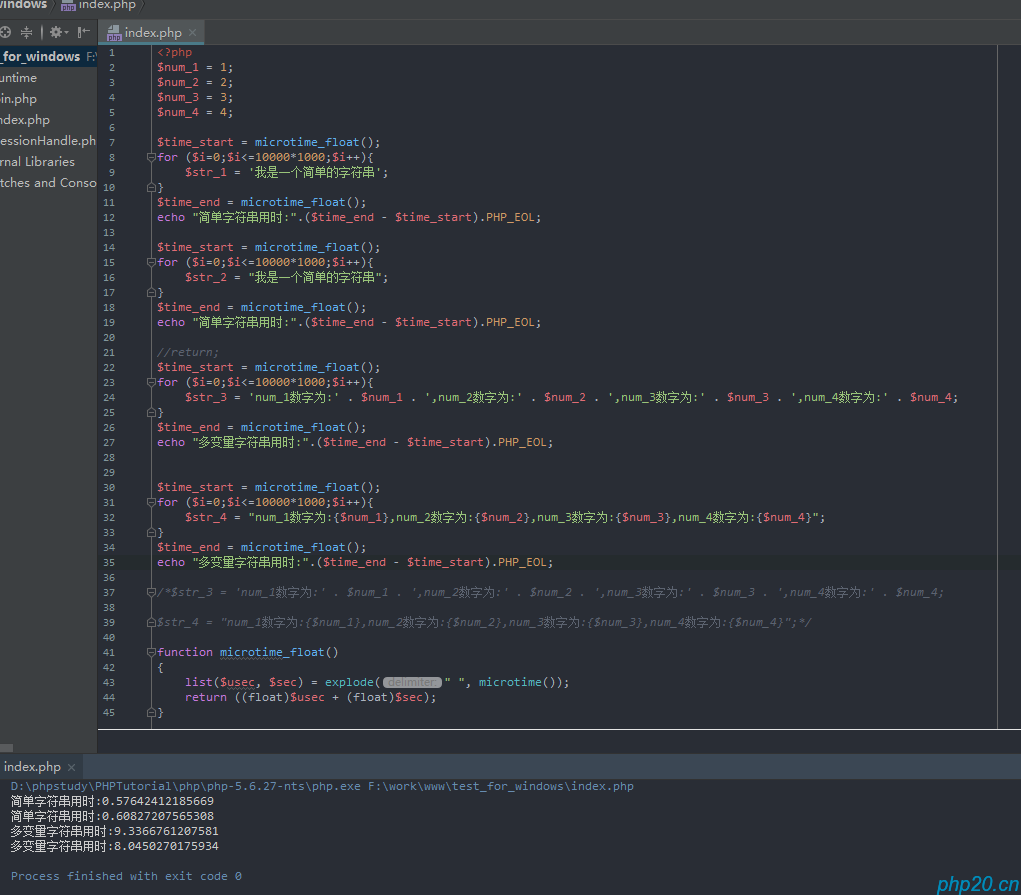 windows
index.php
index.php
_for_windows F:\
untime
in.php
ndex.php
essionHandle.ph
rnal Libraries
tches and Conso
1 <?php
2 $num_1 = 1;
3 $num_2 = 2;
4 $num_3 = 3;
5 $num_4 = 4;
6
7 $time_start = microtime_float();
8 for ($i=0;$i<=10000*1000;$i++){
9 $str_1 = '我是一个简单的字符串';
10 }
11 $time_end = microtime_float();
12 echo "简单字符串用时:".($time_end - $time_start).PHP_EOL;
13
14 $time_start = microtime_float();
15 for ($i=0;$i<=10000*1000;$i++){
16 $str_2 = "我是一个简单的字符串";
17 }
18 $time_end = microtime_float();
19 echo "简单字符串用时:".($time_end - $time_start).PHP_EOL;
20
21 //return;
22 $time_start = microtime_float();
23 for ($i=0;$i<=10000*1000;$i++){
24 $str_3 = 'num_1数字为:' . $num_1 . ',num_2数字为:' . $num_2 . ',num_3数字为:' . $num_3 . ',num_4数字为:' . $num_4;
25 }
26 $time_end = microtime_float();
27 echo "多变量字符串用时:".($time_end - $time_start).PHP_EOL;
28
29
30 $time_start = microtime_float();
31 for ($i=0;$i<=10000*1000;$i++){
32 $str_4 = "num_1数字为:{$num_1},num_2数字为:{$num_2},num_3数字为:{$num_3},num_4数字为:{$num_4}";
33 }
34 $time_end = microtime_float();
35 echo "多变量字符串用时:".($time_end - $time_start).PHP_EOL;
36
37 /*$str_3 = 'num_1数字为:' . $num_1 . ',num_2数字为:' . $num_2 . ',num_3数字为:' . $num_3 . ',num_4数字为:' . $num_4;
38
39 $str_4 = "num_1数字为:{$num_1},num_2数字为:{$num_2},num_3数字为:{$num_3},num_4数字为:{$num_4}";*/
40
41 function microtime_float()
42 {
43 list($usec, $sec) = explode( delimiter: " ", microtime());
44 return ((float)$usec + (float)$sec);
45 }
index.php
D:\phpstudy\PHPTutorial\php\php-5.6.27-nts\php.exe F:\work\www\test_for_windows\index.php
简单字符串用时:0.57642412185669
简单字符串用时:0.60827207565308
多变量字符串用时:9.3366761207581
多变量字符串用时:8.0450270175934
Process finished with exit code 0
php20.cn